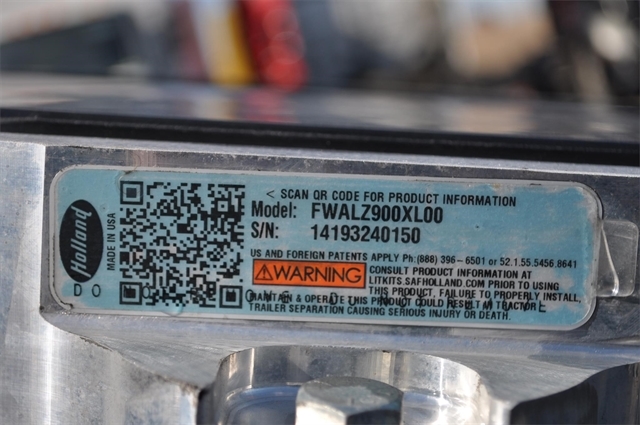 < SCAN QR CODE FOR PRODUCT INFORMATION
Holland
MADE IN USA
Model: FWALZ900XL00
S/N: 14193240150
US AND FOREIGN PATENTS APPLY Ph:(888) 396-6501 or 52.1.55.5456.8641
WARNING
CONSULT PRODUCT INFORMATION AT
LITKITS.SAFHOLLAND.COM PRIOR TO USING
THIS PRODUCT. FAILURE TO PROPERLY INSTALL,
MAINTAIN & OPERATE THIS PRODUCT COULD RESULT IN TRACTOR
TRAILER SEPARATION CAUSING SERIOUS INJURY OR DEATH.